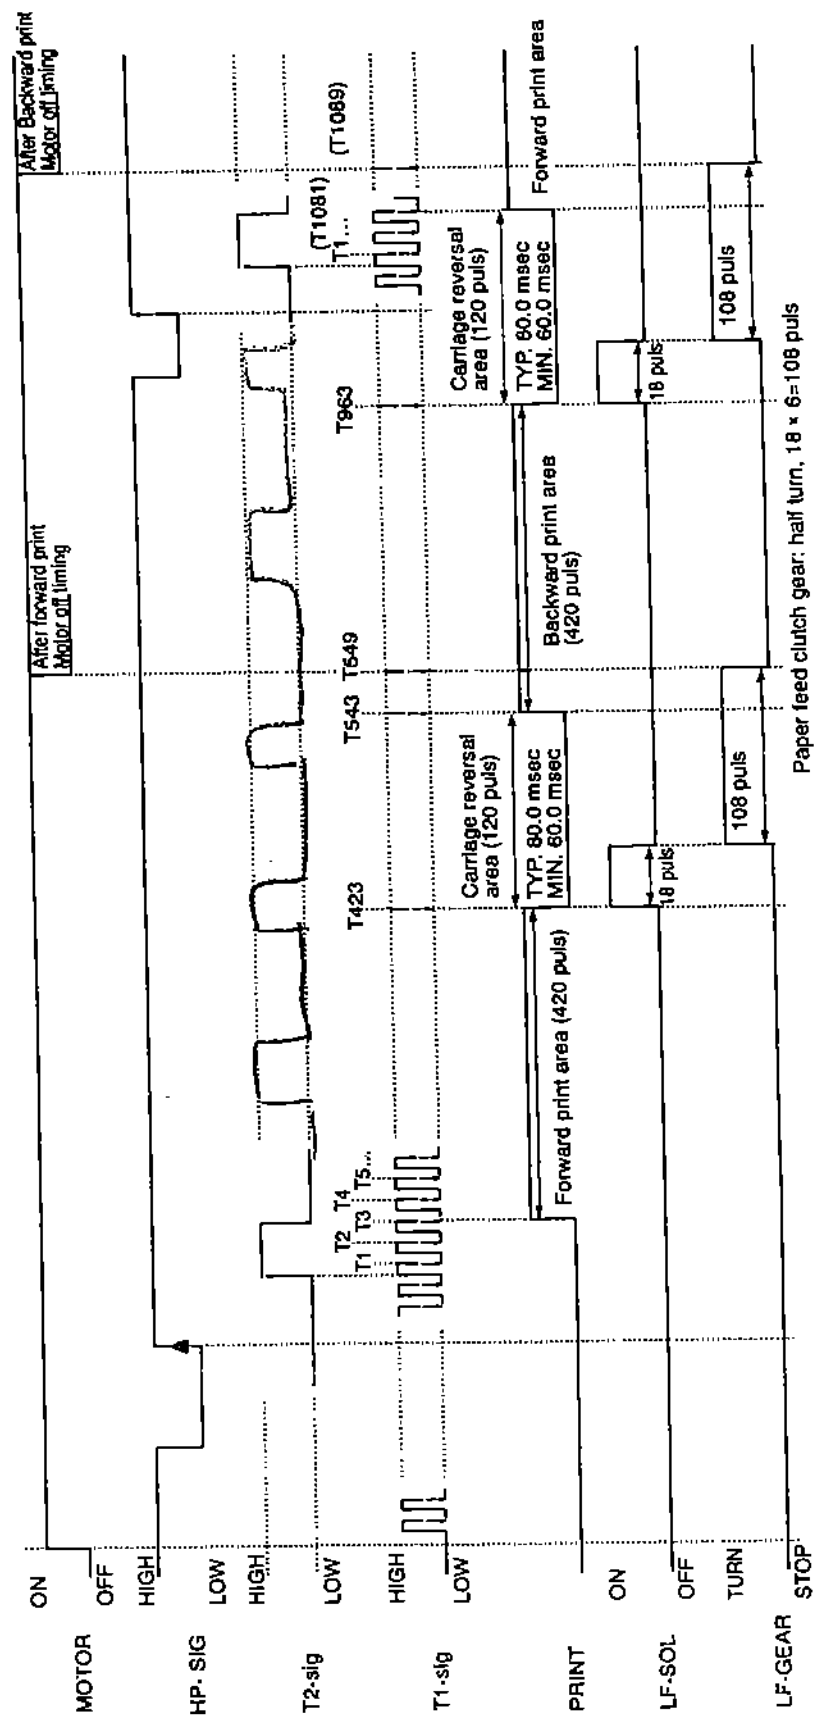 MOTOR
ON
OFF
After forward print
Motor off timing
After Backward print
Motor off timing
HP- SIG
HIGH
LOW
T2-sig
HIGH
LOW
T1-sig
HIGH
LOW
T1
T2
T3
T4
T5...
T423
T543
T649
T963
T1...
(T1081)
(T1089)
PRINT
Forward print area (420 puls)
Carriage reversal
area (120 puls)
TYP. 80.0 msec
MIN. 60.0 msec
Backward print area
(420 puls)
Carriage reversal
area (120 puls)
TYP. 80.0 msec
MIN. 60.0 msec
Forward print area
LF-SOL
ON
OFF
18 puls
18 puls
LF-GEAR
TURN
STOP
108 puls
108 puls
Paper feed clutch gear: half turn, 18 × 6=108 puls